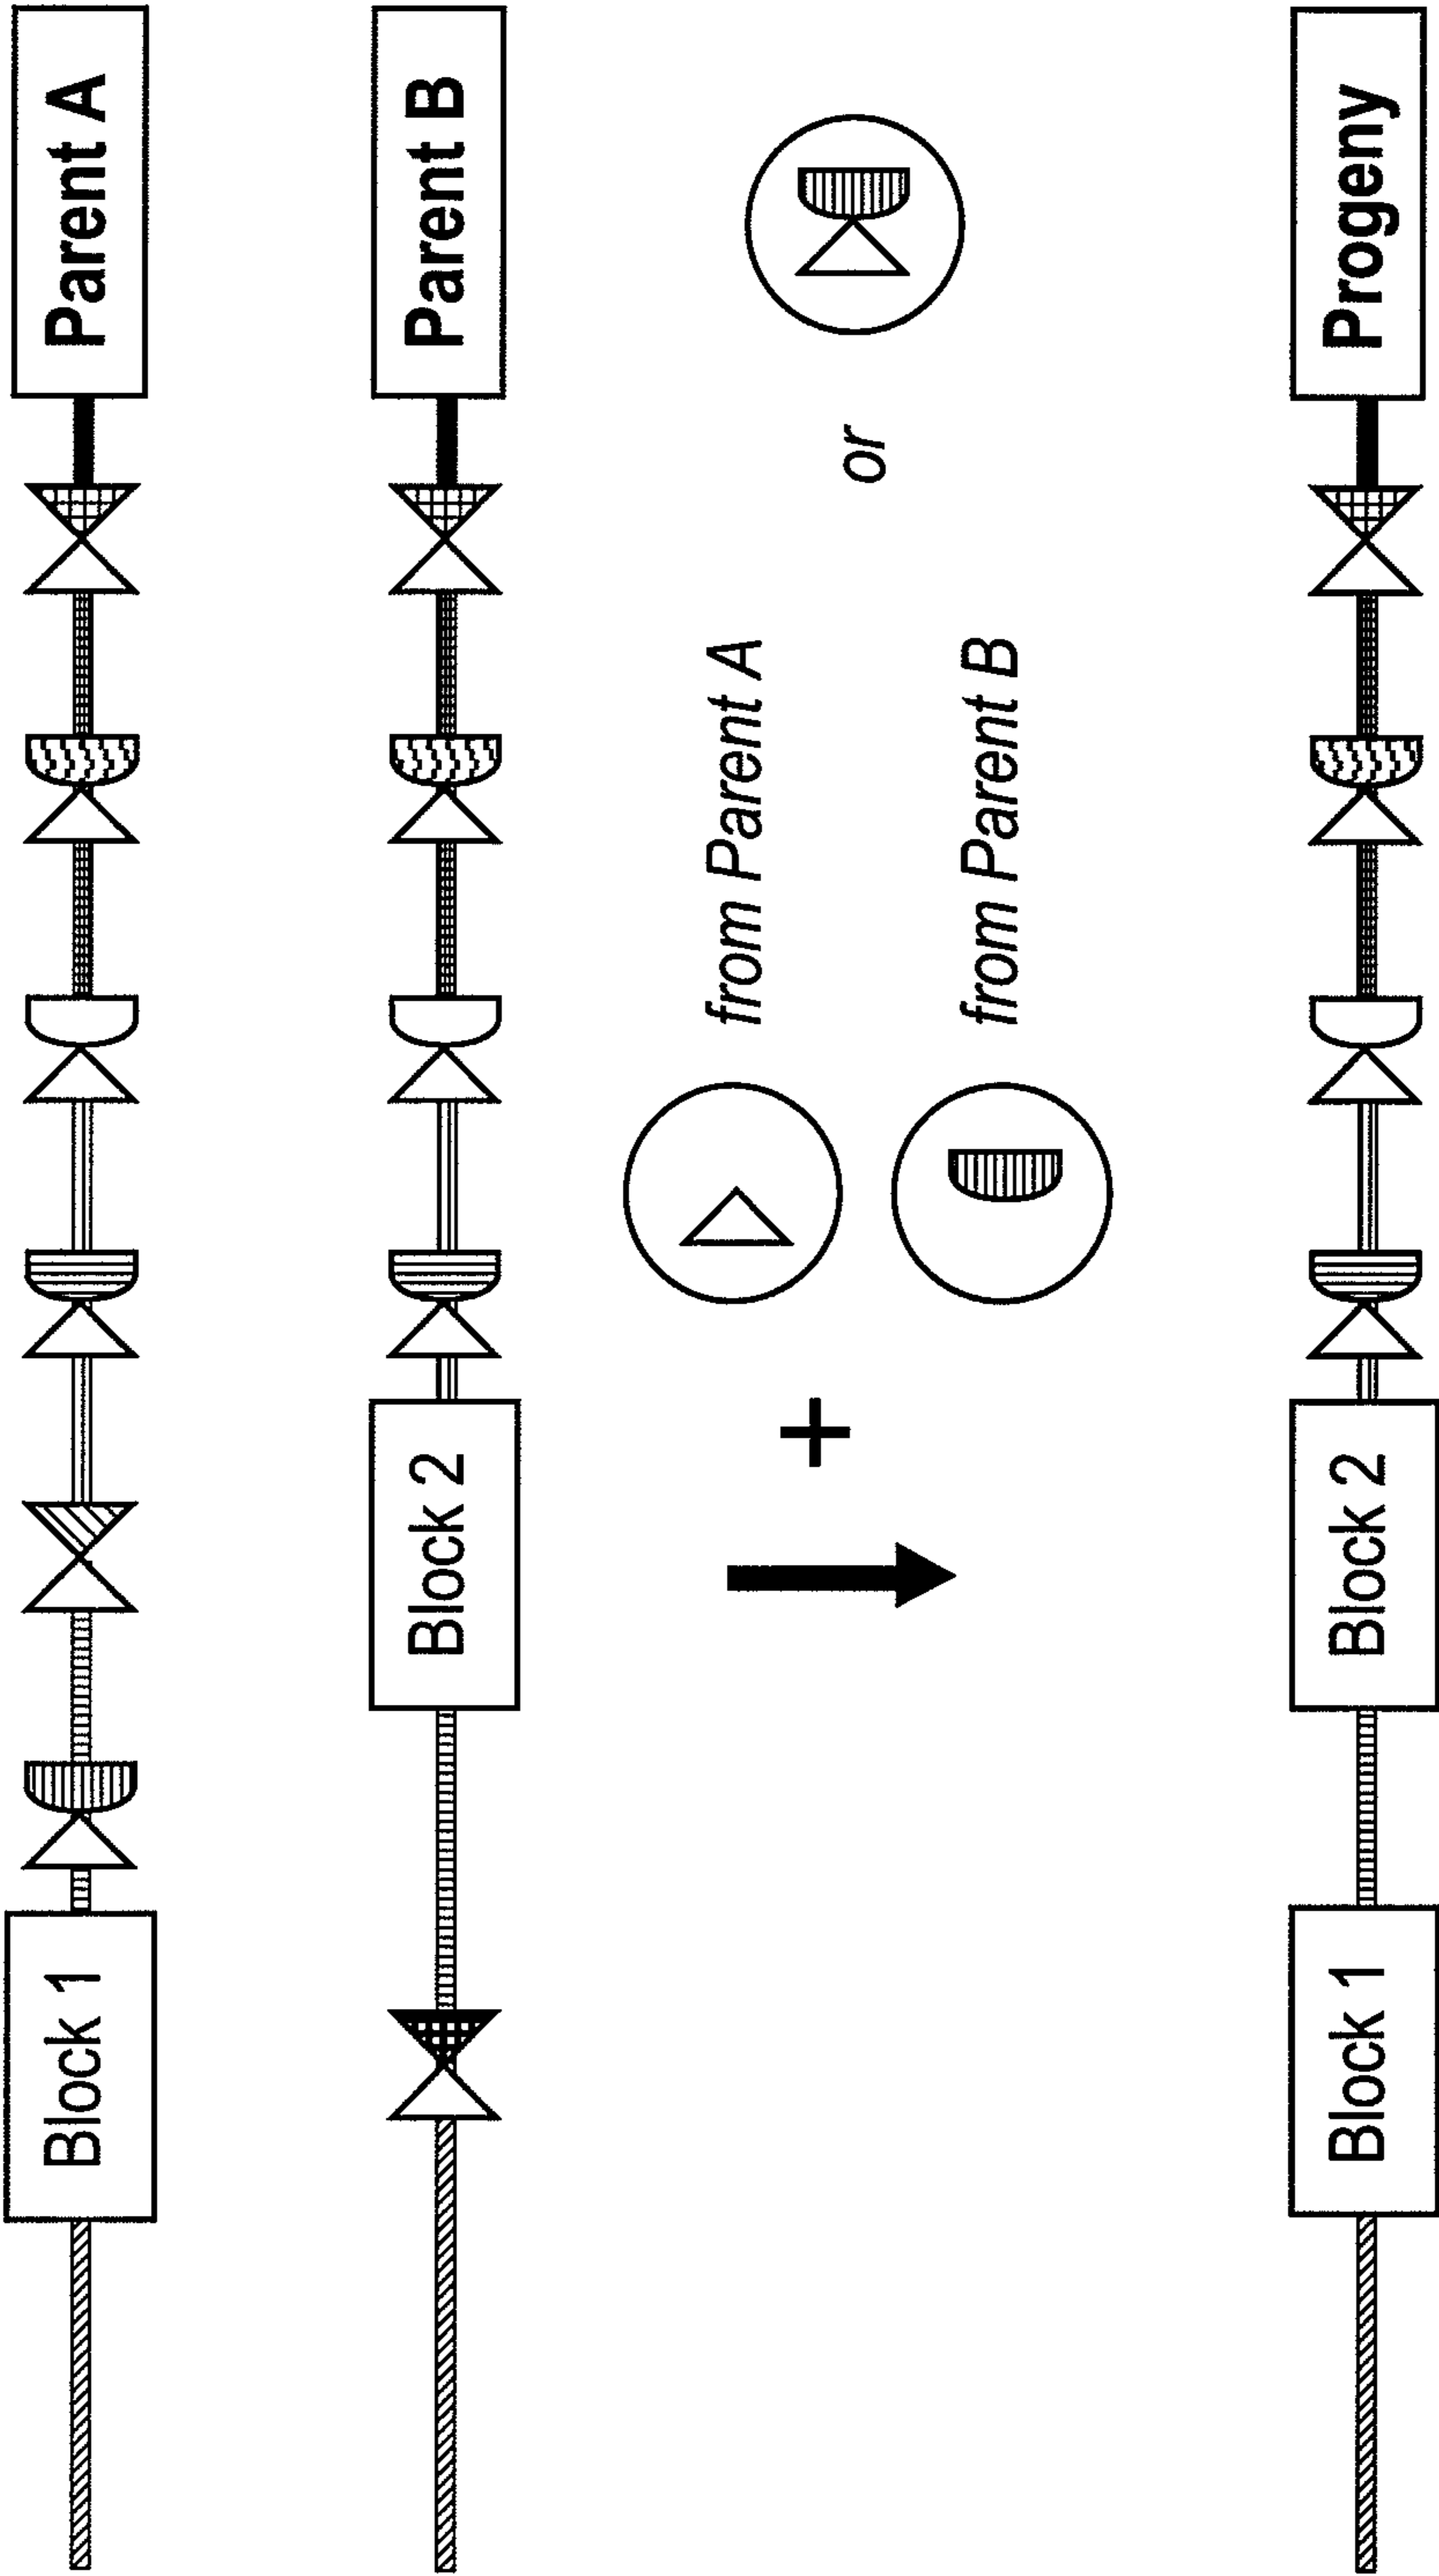 Block 1
Parent A
Block 2
Parent B
+
from Parent A
or
from Parent B
Block 1
Block 2
Progeny